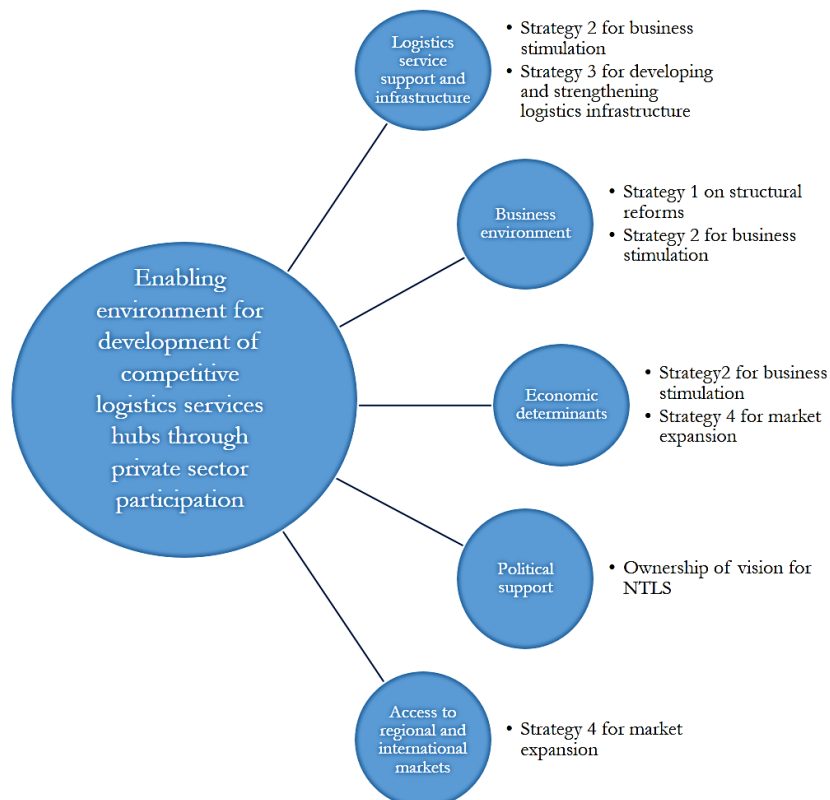 Logistics
service
support and
infrastructure
• Strategy 2 for business
stimulation
• Strategy 3 for developing
and strengthening
logistics infrastructure
Business
environment
• Strategy 1 on structural
reforms
• Strategy 2 for business
stimulation
Enabling
environment for
development of
competitive
logistics services
hubs through
private sector
participation
Economic
determinants
• Strategy2 for business
stimulation
• Strategy 4 for market
expansion
Political
support
• Ownership of vision for
NTLS
Access to
regional and
international
markets
• Strategy 4 for market
expansion